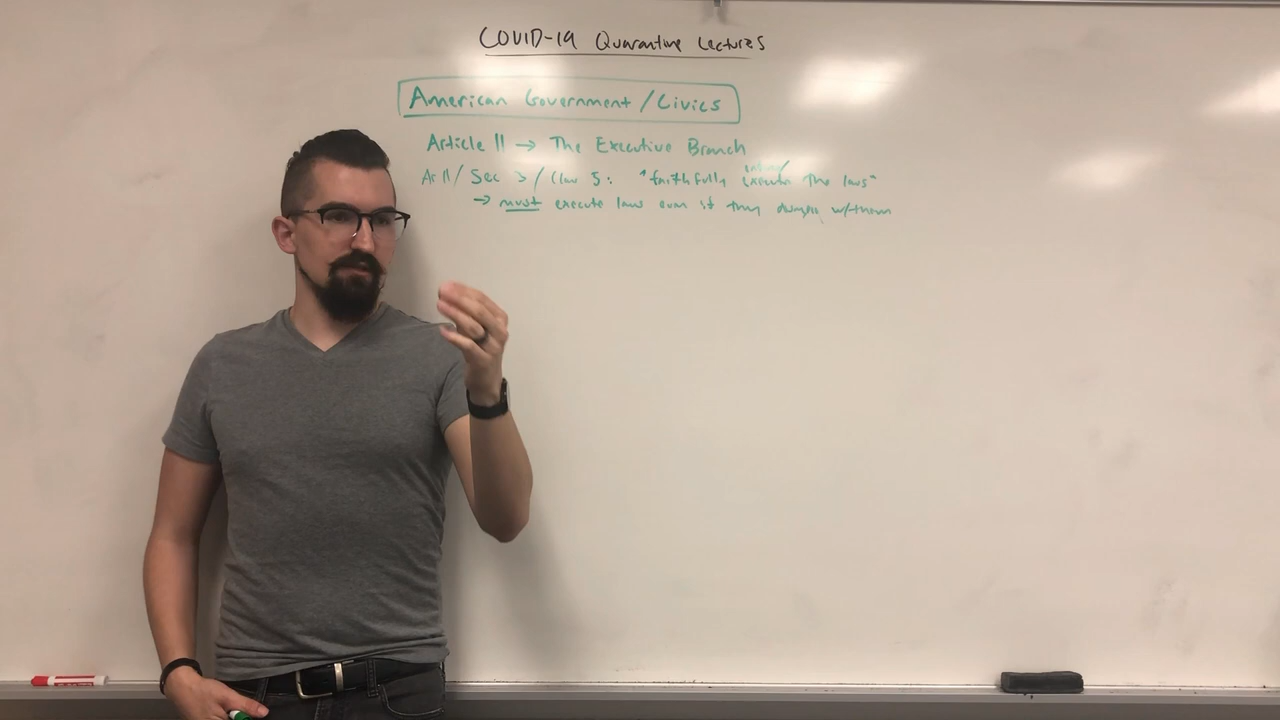 COVID-19 Quarantine Lectures
American Government/Civics
Article II → The Executive Branch
Art II/ Sec 3/Clau 5: "faithfully execute the laws"
→ must execute law even if they disagree w/them